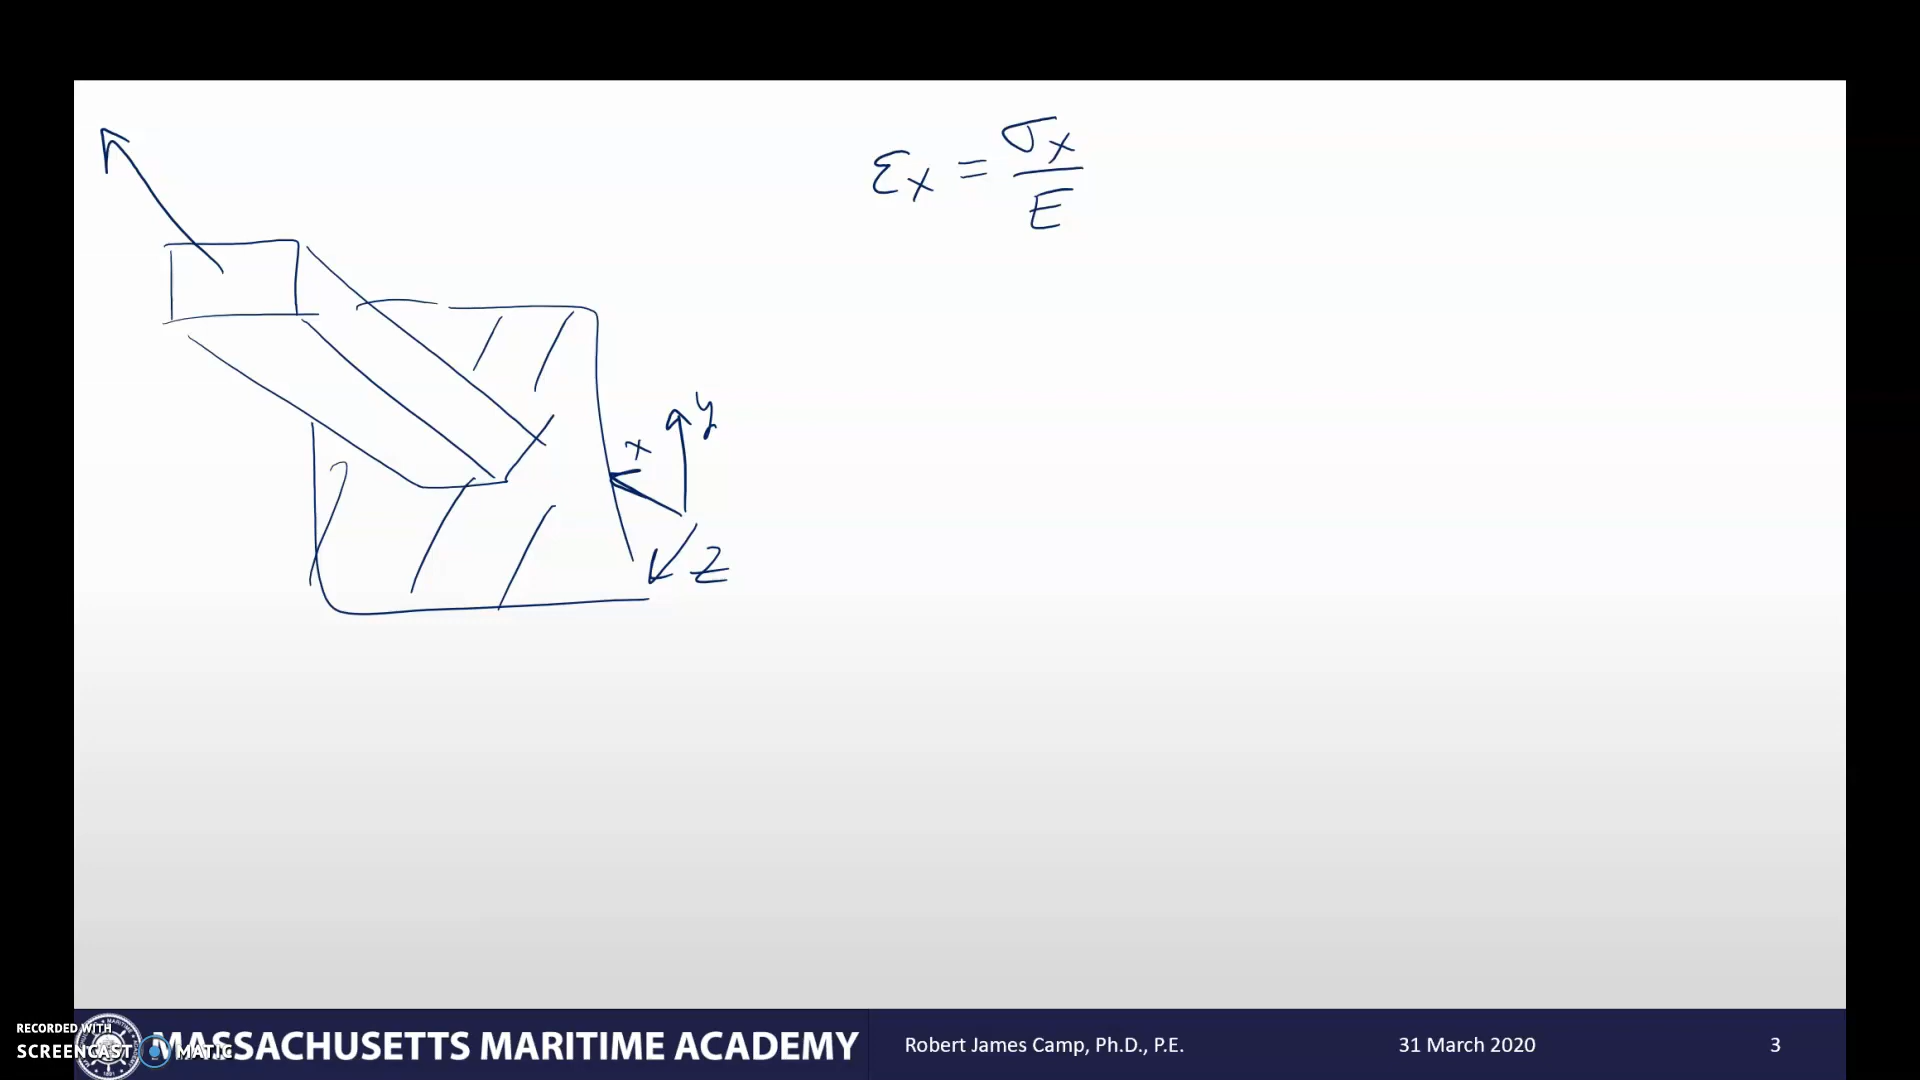 εx = σx / E
y
x
z
RECORDED WITH
SCREENCAST MATIC
MASSACHUSETTS MARITIME ACADEMY
Robert James Camp, Ph.D., P.E.
31 March 2020
3